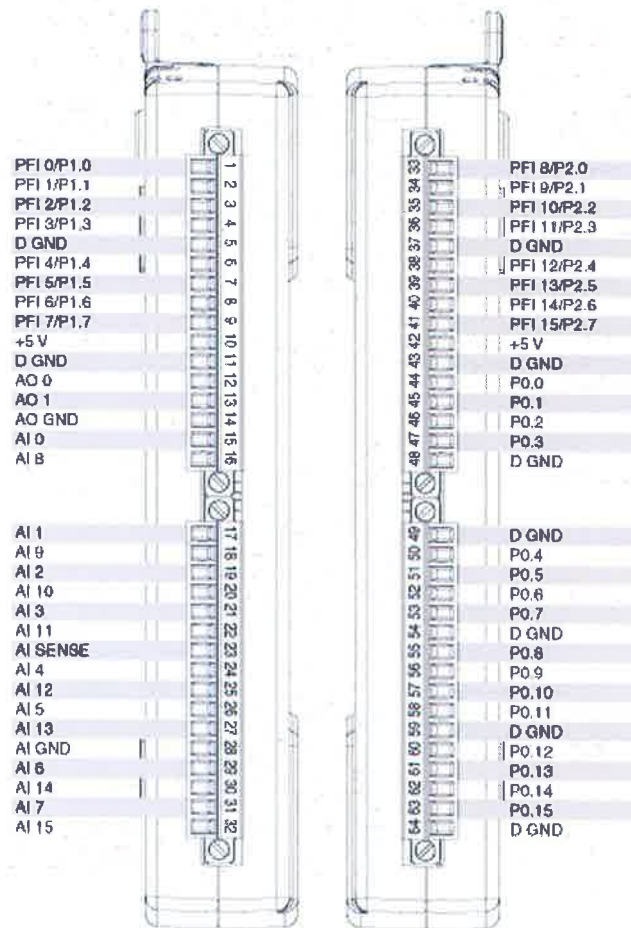 PFI 0/P1.0 1
PFI 1/P1.1 2
PFI 2/P1.2 3
PFI 3/P1.3 4
D GND 5
PFI 4/P1.4 6
PFI 5/P1.5 7
PFI 6/P1.6 8
PFI 7/P1.7 9
+5 V 10
D GND 11
AO 0 12
AO 1 13
AO GND 14
AI 0 15
AI 8 16
AI 1 17
AI 9 18
AI 2 19
AI 10 20
AI 3 21
AI 11 22
AI SENSE 23
AI 4 24
AI 12 25
AI 5 26
AI 13 27
AI GND 28
AI 6 29
AI 14 30
AI 7 31
AI 15 32
33 PFI 8/P2.0
34 PFI 9/P2.1
35 PFI 10/P2.2
36 PFI 11/P2.3
37 D GND
38 PFI 12/P2.4
39 PFI 13/P2.5
40 PFI 14/P2.6
41 PFI 15/P2.7
42 +5 V
43 D GND
44 P0.0
45 P0.1
46 P0.2
47 P0.3
48 D GND
49 D GND
50 P0.4
51 P0.5
52 P0.6
53 P0.7
54 D GND
55 P0.8
56 P0.9
57 P0.10
58 P0.11
59 D GND
60 P0.12
61 P0.13
62 P0.14
63 P0.15
64 D GND